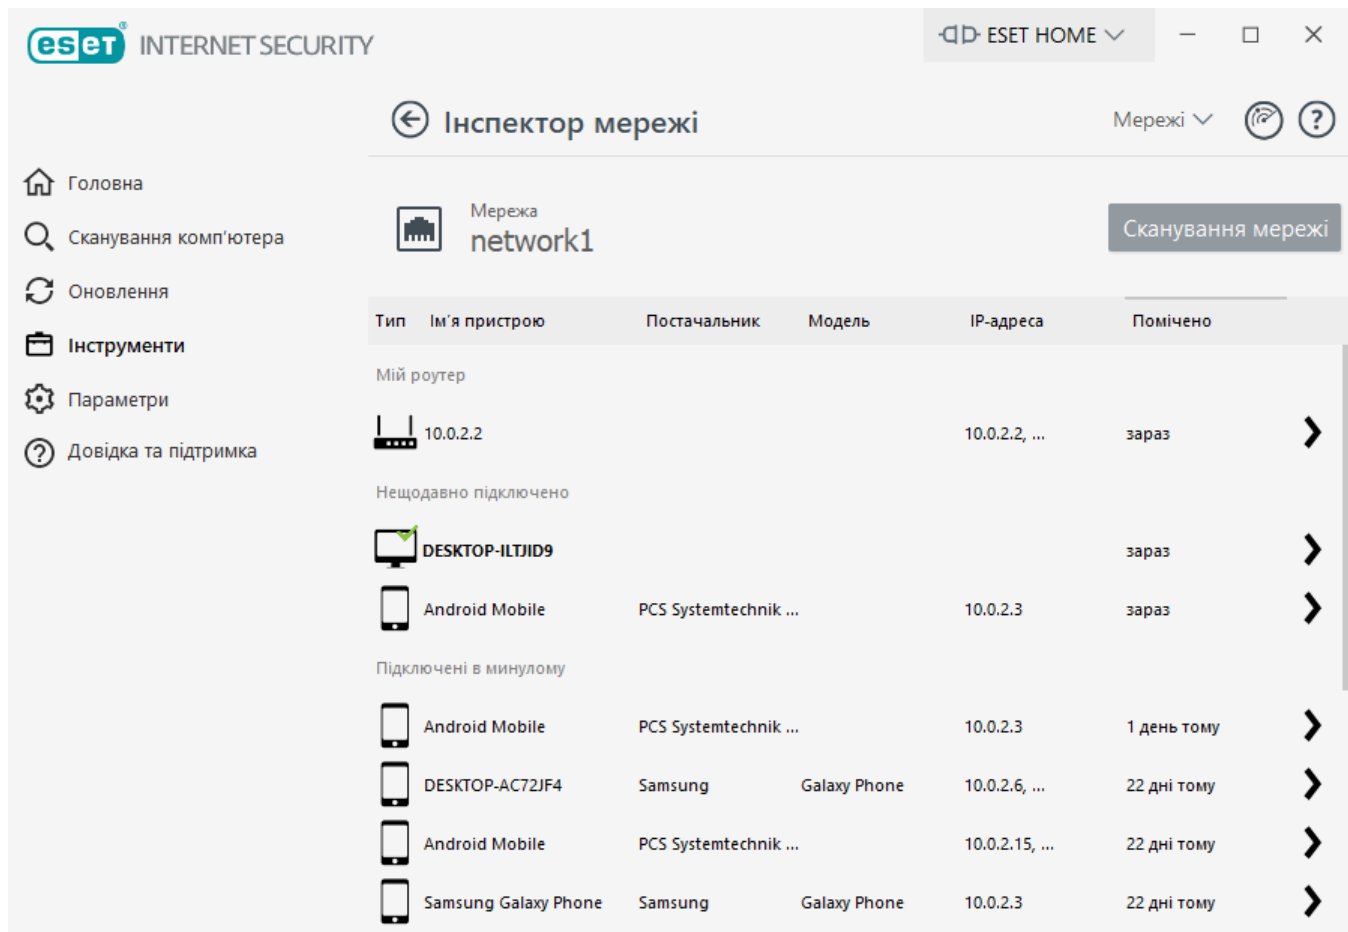 eset® INTERNET SECURITY
ESET HOME
Інспектор мережі
Мережі
?
Головна
Сканування комп'ютера
Оновлення
Інструменти
Параметри
? Довідка та підтримка
Мережа
network1
Сканування мережі
Тип Ім'я пристрою Постачальник Модель IP-адреса Помічено
Мій роутер
10.0.2.2 10.0.2.2, ... зараз
Нещодавно підключено
DESKTOP-ILTJID9 зараз
Android Mobile PCS Systemtechnik ... 10.0.2.3 зараз
Підключені в минулому
Android Mobile PCS Systemtechnik ... 10.0.2.3 1 день тому
DESKTOP-AC72JF4 Samsung Galaxy Phone 10.0.2.6, ... 22 дні тому
Android Mobile PCS Systemtechnik ... 10.0.2.15, ... 22 дні тому
Samsung Galaxy Phone Samsung Galaxy Phone 10.0.2.3 22 дні тому